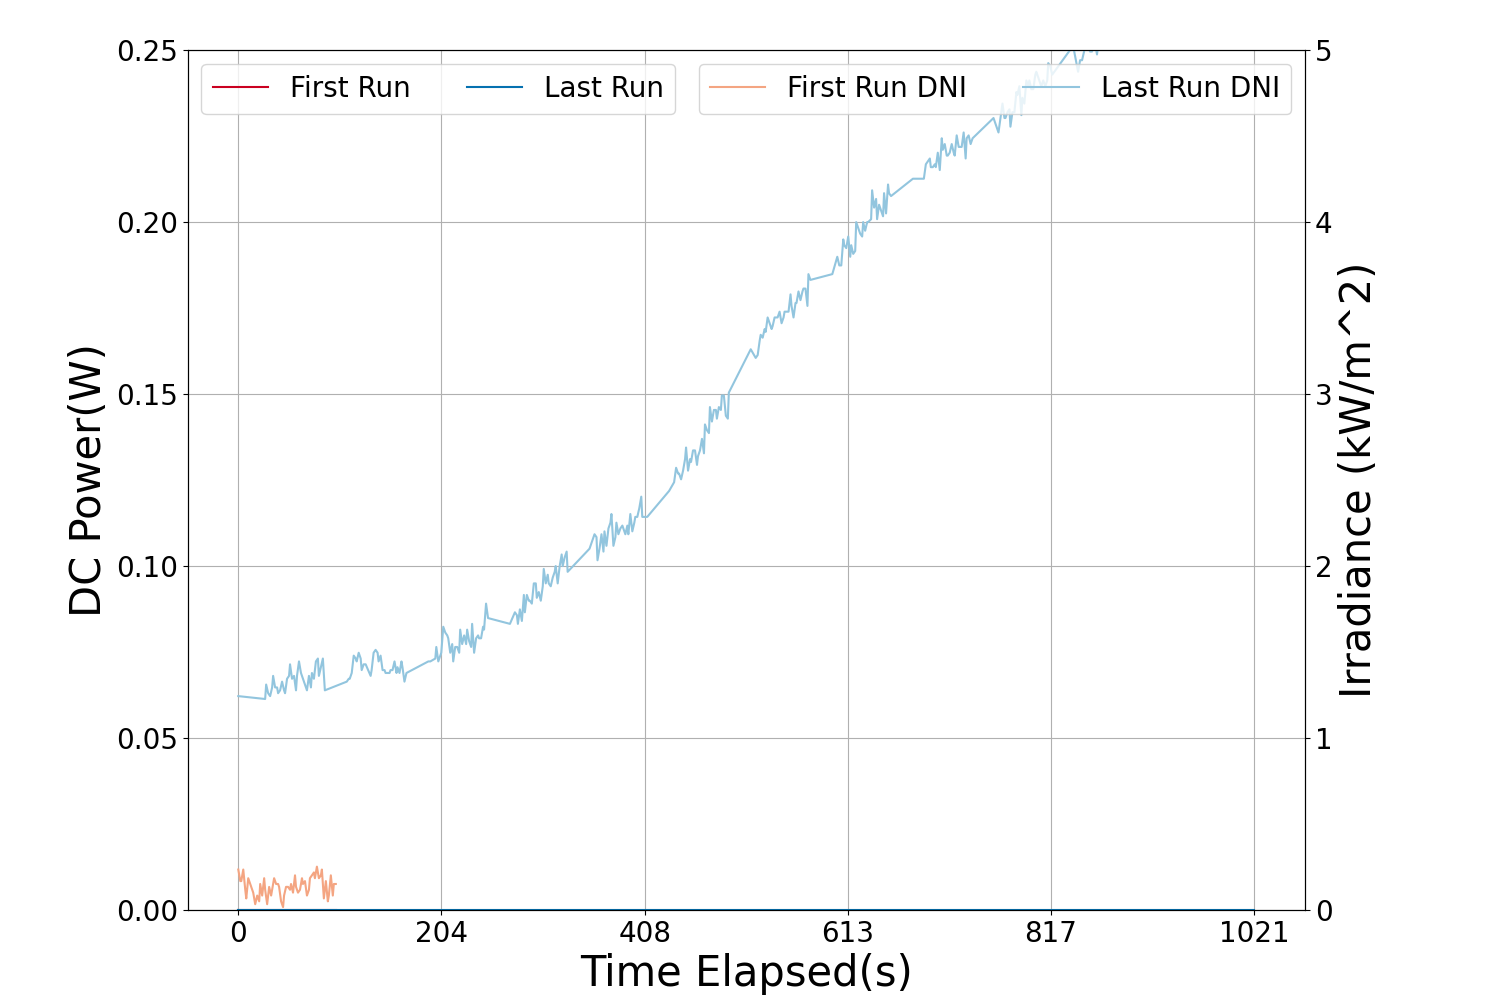 0.25
0.20
0.15
0.10
0.05
0.00
DC Power(W)
First Run
Last Run
First Run DNI
Last Run DNI
5
4
3
2
1
0
Irradiance (kW/m^2)
0
204
408
613
817
1021
Time Elapsed(s)